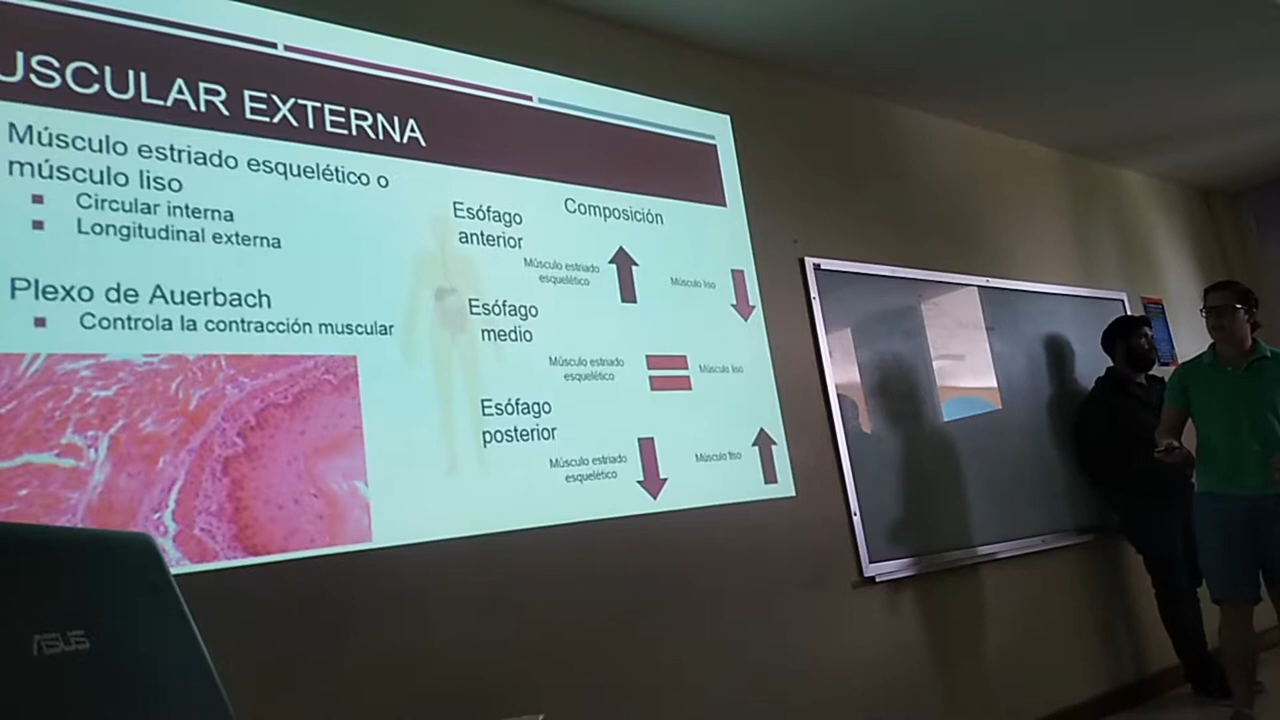 USCULAR EXTERNA
Músculo estriado esquelético o
músculo liso
Circular interna
Longitudinal externa
Plexo de Auerbach
Controla la contracción muscular
Composición
Esófago
anterior
Músculo estriado
esquelético
Músculo liso
Esófago
medio
Músculo estriado
esquelético
Músculo liso
Esófago
posterior
Músculo estriado
esquelético
Músculo liso
ASUS